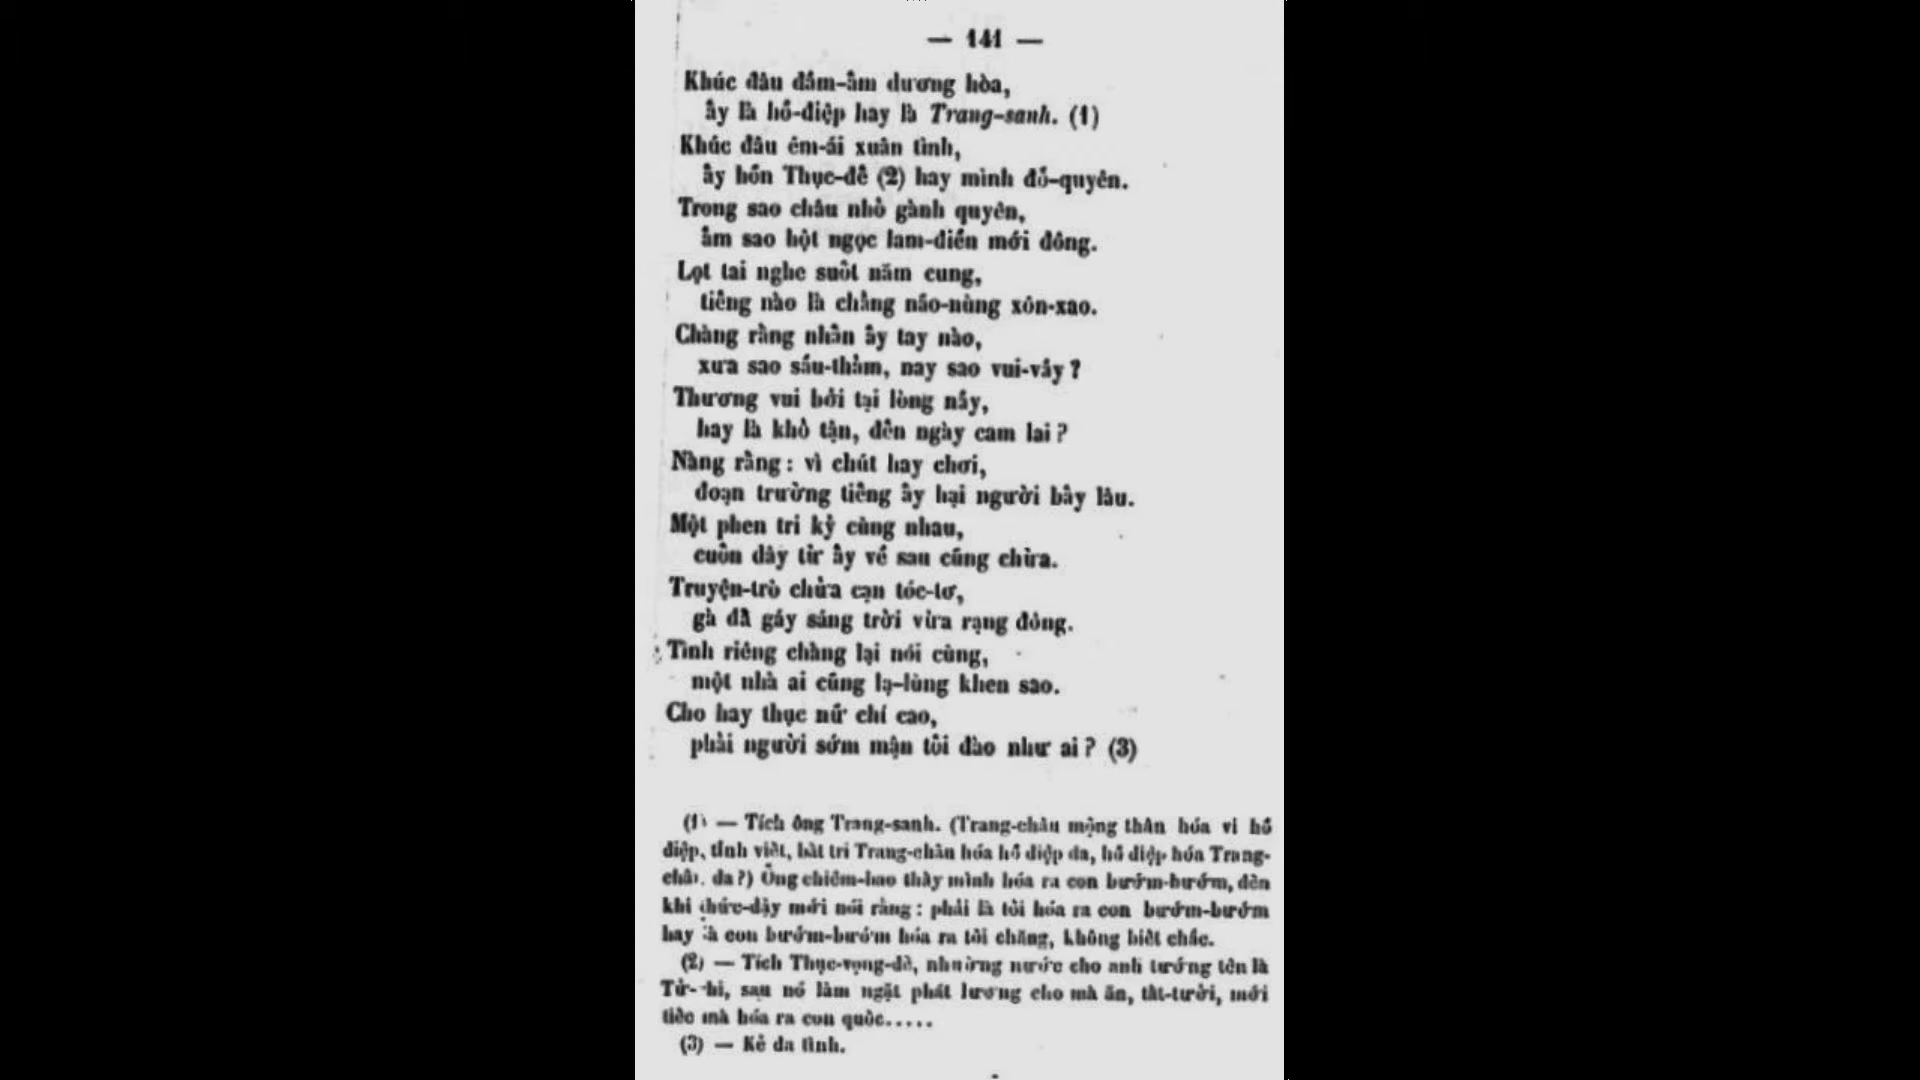 — 141 —
Khúc đâu đầm-ấm dương hòa,
ấy là hồ-điệp hay là Trang-sanh. (1)
Khúc đâu êm-ái xuân tình,
ấy hồn Thục-đế (2) hay mình đỗ-quyên.
Trong sao châu nhỏ gành quyên,
ấm sao hột ngọc lam-điền mới đông.
Lọt tai nghe suốt năm cung,
tiếng nào là chẳng não-nùng xôn-xao.
Chàng rằng nhần ấy tay nào,
xưa sao sầu-thảm, nay sao vui-vầy ?
Thương vui bởi tại lòng nầy,
hay là khổ tận, đến ngày cam lai ?
Nàng rằng : vì chút hay chơi,
đoạn trường tiếng ấy hại người bấy lâu.
Một phen tri kỷ cùng nhau,
cuốn dây từ ấy về sau cũng chừa.
Truyện-trò chửa cạn tóc-tơ,
gà đã gáy sáng trời vừa rạng đông.
Tình riêng chàng lại nói cùng,
một nhà ai cũng lạ-lùng khen sao.
Cho hay thục nữ chí cao,
phải người sớm mận tối đào như ai ? (3)
(1) — Tích ông Trang-sanh. (Trang-châu mộng thân hóa vi hồ
điệp, tỉnh viết, bất tri Trang-châu hóa hồ điệp da, hồ điệp hóa Trang-
châu da ?) Ông chiêm-bao thấy mình hóa ra con bướm-bướm, đến
khi thức-dậy mới nói rằng : phải là tôi hóa ra con bướm-bướm
hay là con bướm-bướm hóa ra tôi chăng, không biết chắc.
(2) — Tích Thục-vọng-đế, nhường nước cho anh tướng tên là
sau nó làm ngặt phát lương cho mà ăn, tất-tưởi, mới
tiếc mà hóa ra con quốc.....
(3) — Kẻ đa tình.